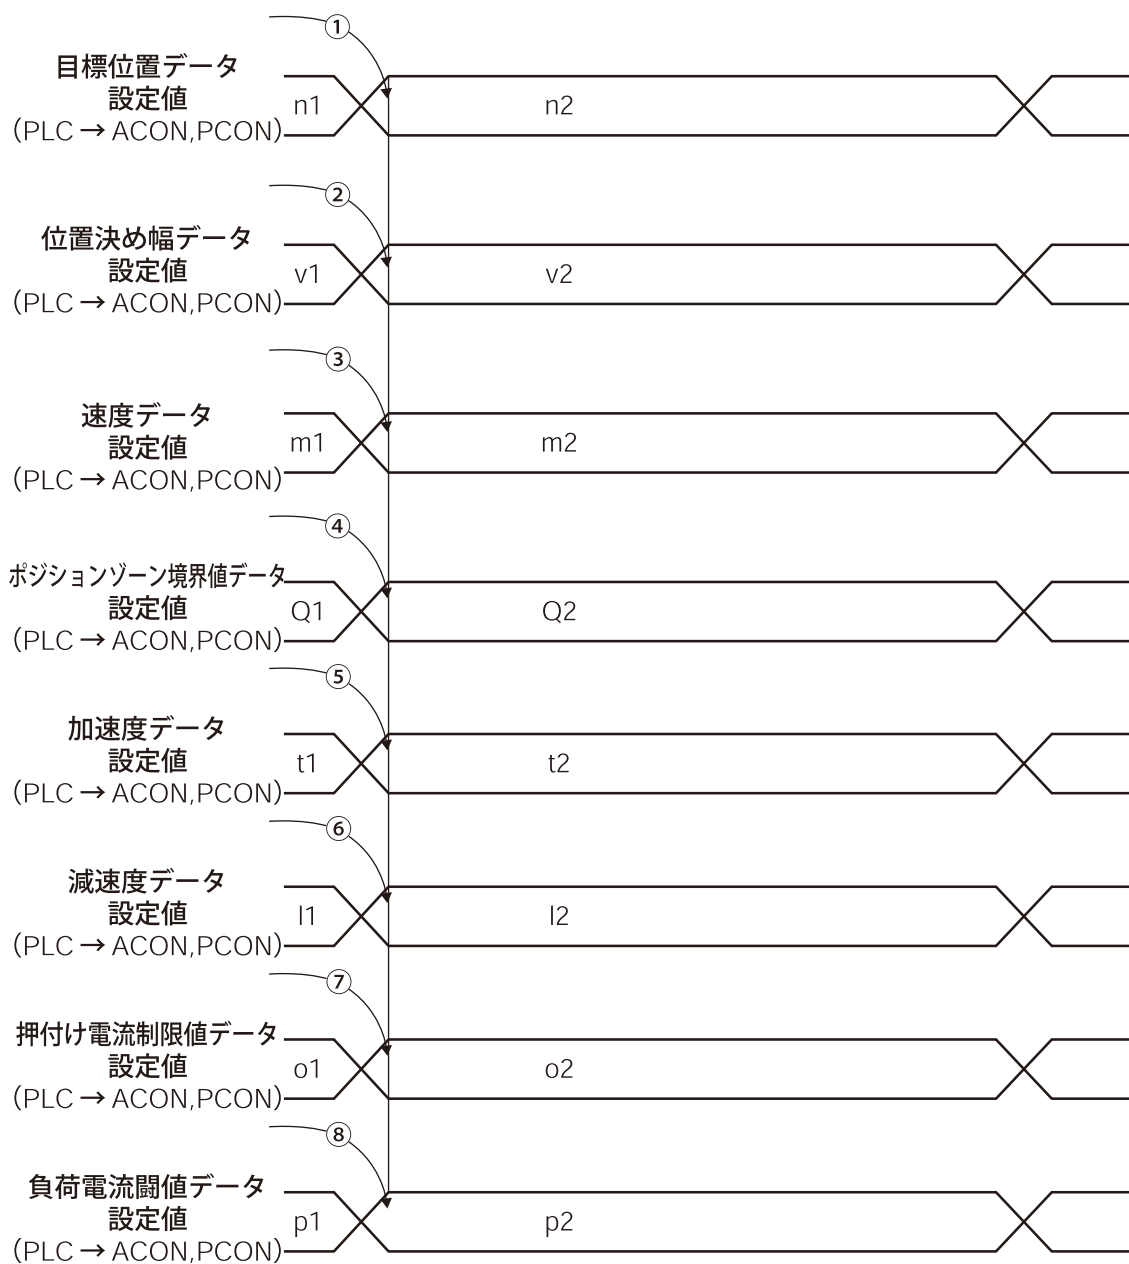 ①
目標位置データ
設定値
(PLC → ACON,PCON)
n1
n2
②
位置決め幅データ
設定値
(PLC → ACON,PCON)
v1
v2
③
速度データ
設定値
(PLC → ACON,PCON)
m1
m2
④
ポジションゾーン境界値データ
設定値
(PLC → ACON,PCON)
Q1
Q2
⑤
加速度データ
設定値
(PLC → ACON,PCON)
t1
t2
⑥
減速度データ
設定値
(PLC → ACON,PCON)
l1
l2
⑦
押付け電流制限値データ
設定値
(PLC → ACON,PCON)
o1
o2
⑧
負荷電流闘値データ
設定値
(PLC → ACON,PCON)
p1
p2